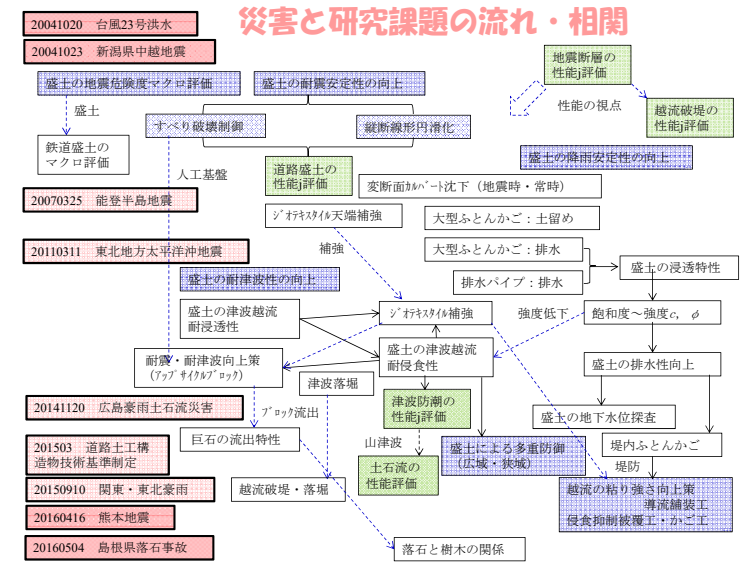 災害と研究課題の流れ・相関
20041020　台風23号洪水
20041023　新潟県中越地震
盛土の地震危険度マクロ評価
盛土の耐震安定性の向上
地震断層の
性能j評価
盛土
性能の視点
越流破堤の
性能j評価
すべり破壊制御
縦断線形円滑化
鉄道盛土の
マクロ評価
人工基盤
道路盛土の
性能j評価
盛土の降雨安定性の向上
変断面ｶﾙﾊﾞｰﾄ沈下（地震時・常時）
20070325　能登半島地震
ｼﾞｵﾃｷｽﾀｲﾙ天端補強
大型ふとんかご：土留め
20110311　東北地方太平洋沖地震
補強
大型ふとんかご：排水
盛土の浸透特性
盛土の耐津波性の向上
排水パイプ：排水
盛土の津波越流
耐浸透性
ｼﾞｵﾃｷｽﾀｲﾙ補強
強度低下
飽和度～強度c, φ
耐震・耐津波向上策
（ｱｯﾌﾟｻｲｸﾙﾌﾞﾛｯｸ）
盛土の津波越流
耐侵食性
盛土の排水性向上
津波落堀
20141120　広島豪雨土石流災害
ﾌﾞﾛｯｸ流出
津波防潮の
性能j評価
盛土の地下水位探査
巨石の流出特性
山津波
堤内ふとんかご
201503　道路土工構
造物技術基準制定
盛土による多重防御
（広域・狭域）
堤防
土石流の
性能評価
20150910　関東・東北豪雨
越流破堤・落堀
越流の粘り強さ向上策
導流舗装工
侵食抑制被覆工・かご工
20160416　熊本地震
20160504　島根県落石事故
落石と樹木の関係